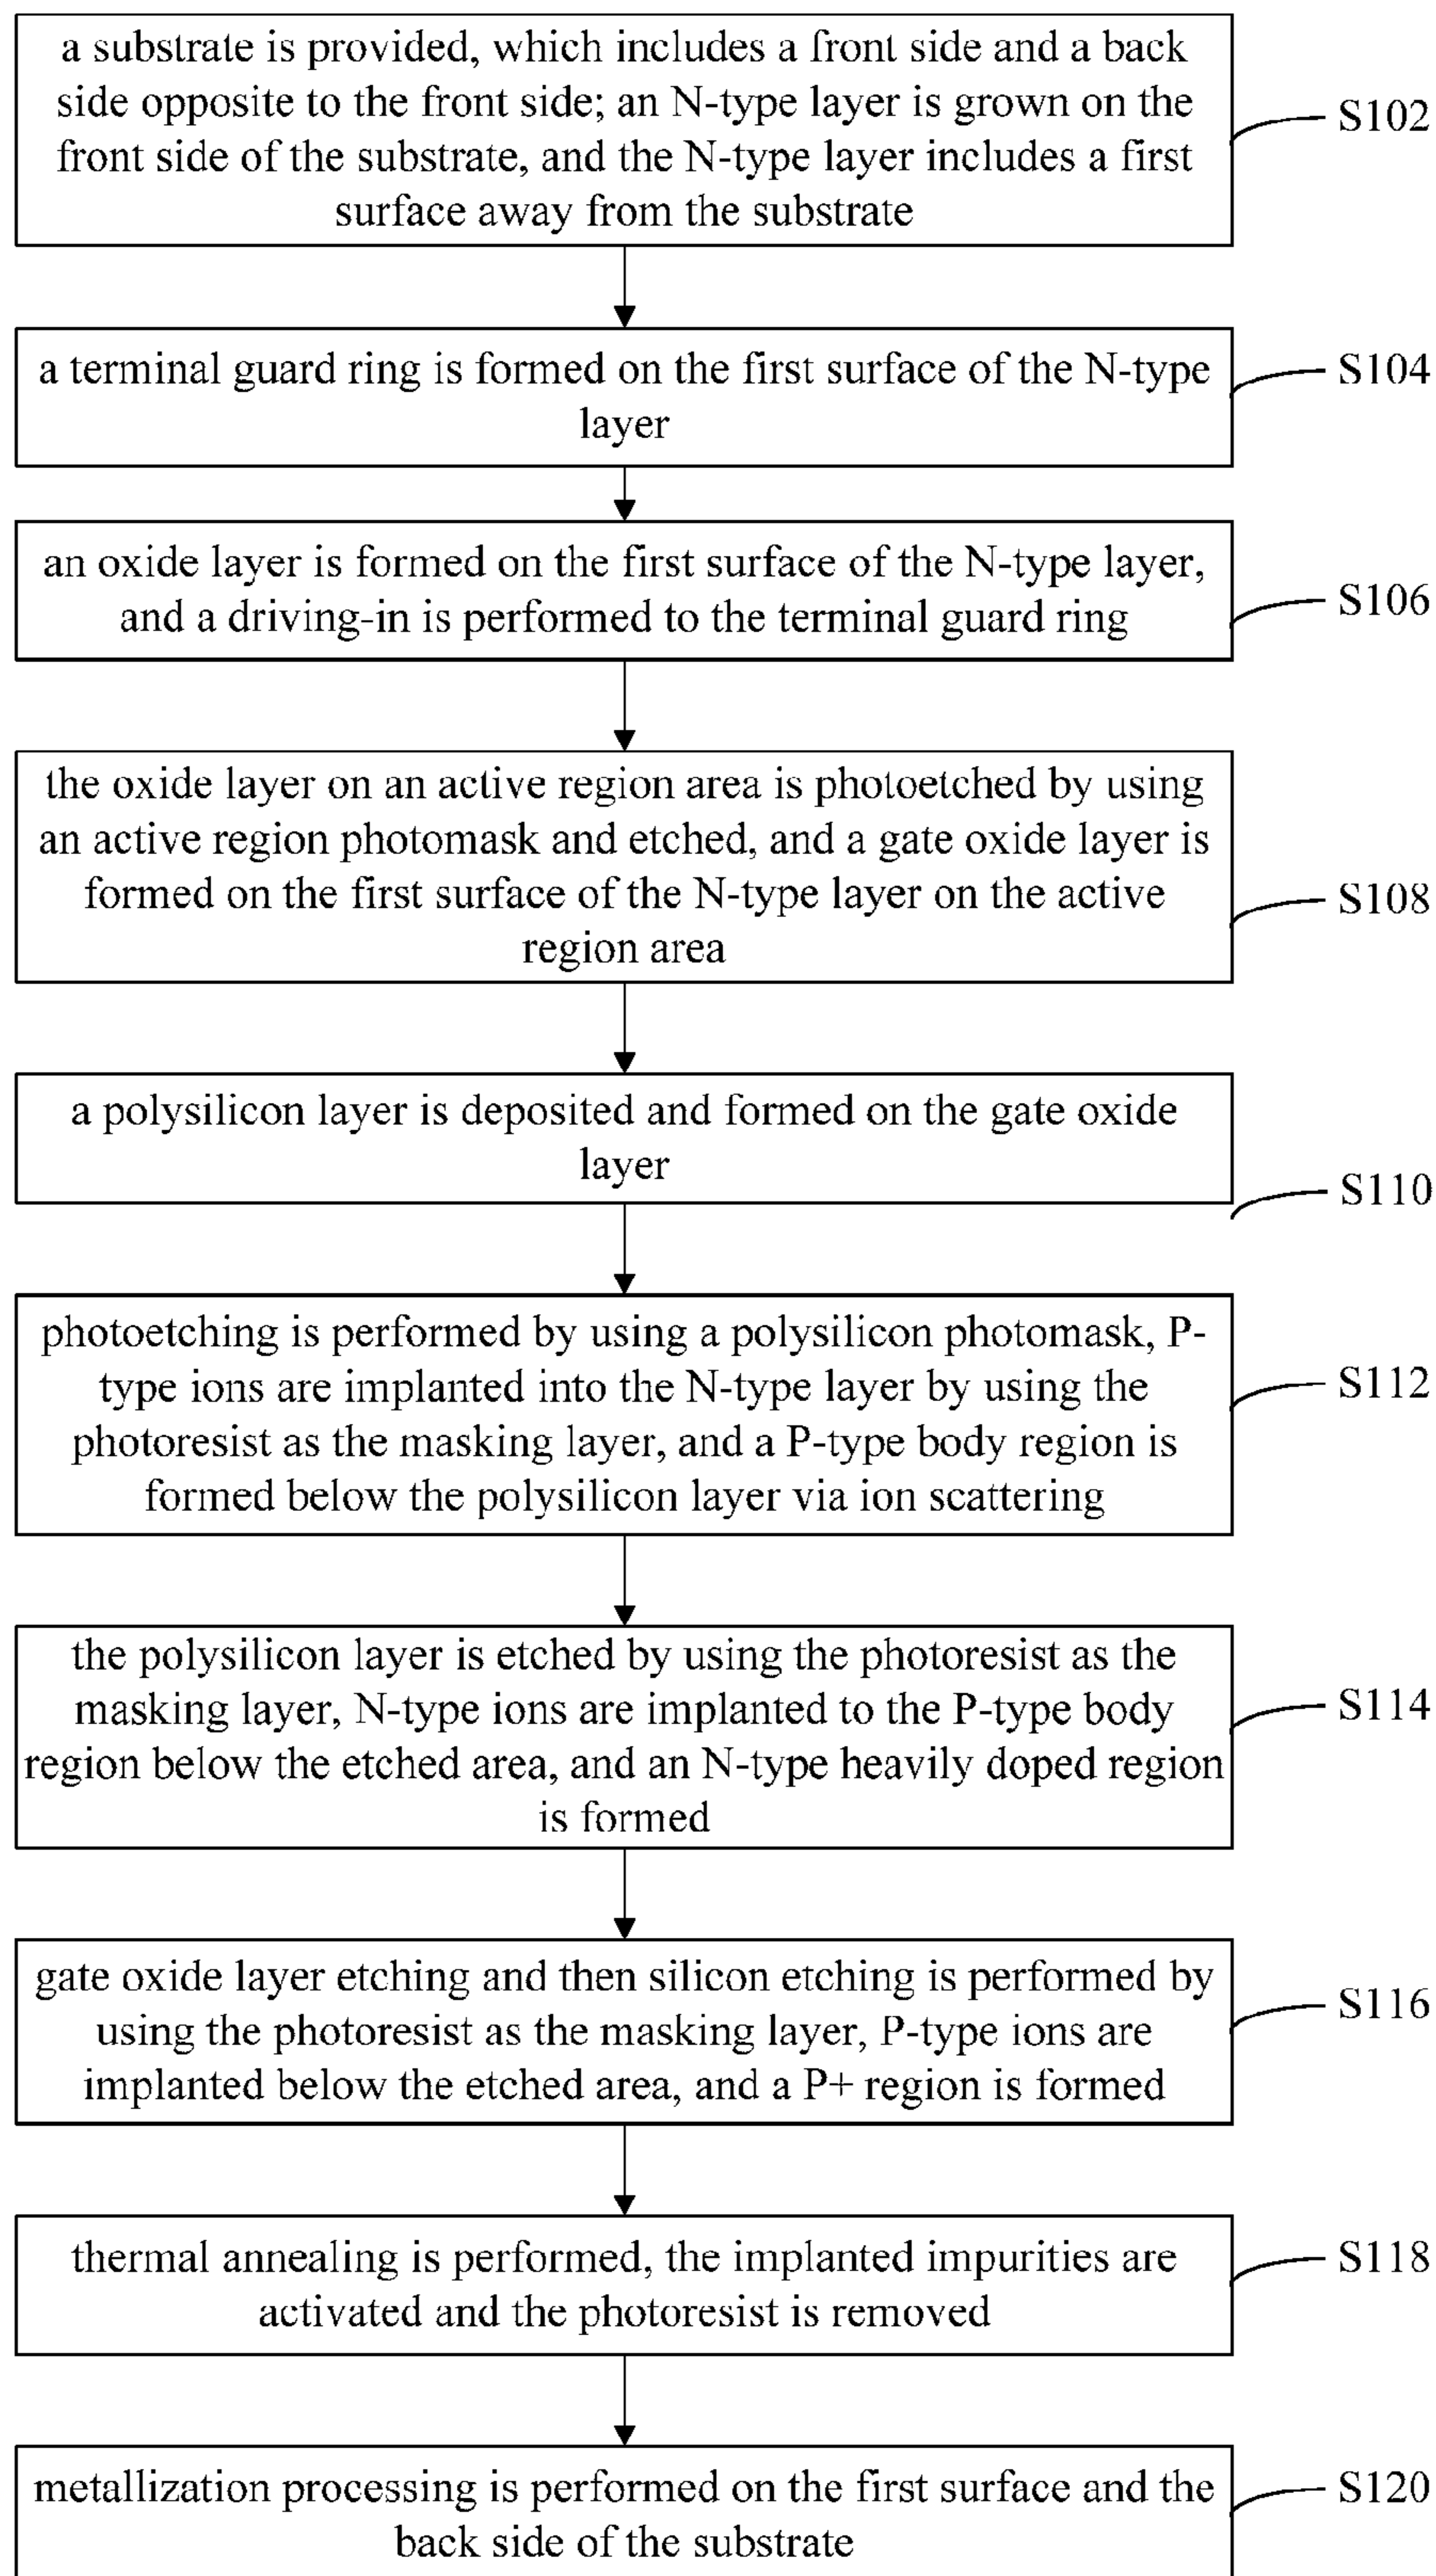 a substrate is provided, which includes a front side and a back
side opposite to the front side; an N-type layer is grown on the
front side of the substrate, and the N-type layer includes a first
surface away from the substrate
S102
a terminal guard ring is formed on the first surface of the N-type
layer
S104
an oxide layer is formed on the first surface of the N-type layer,
and a driving-in is performed to the terminal guard ring
S106
the oxide layer on an active region area is photoetched by using
an active region photomask and etched, and a gate oxide layer is
formed on the first surface of the N-type layer on the active
region area
S108
a polysilicon layer is deposited and formed on the gate oxide
layer
S110
photoetching is performed by using a polysilicon photomask, P-
type ions are implanted into the N-type layer by using the
photoresist as the masking layer, and a P-type body region is
formed below the polysilicon layer via ion scattering
S112
the polysilicon layer is etched by using the photoresist as the
masking layer, N-type ions are implanted to the P-type body
region below the etched area, and an N-type heavily doped region
is formed
S114
gate oxide layer etching and then silicon etching is performed by
using the photoresist as the masking layer, P-type ions are
implanted below the etched area, and a P+ region is formed
S116
thermal annealing is performed, the implanted impurities are
activated and the photoresist is removed
S118
metallization processing is performed on the first surface and the
back side of the substrate
S120